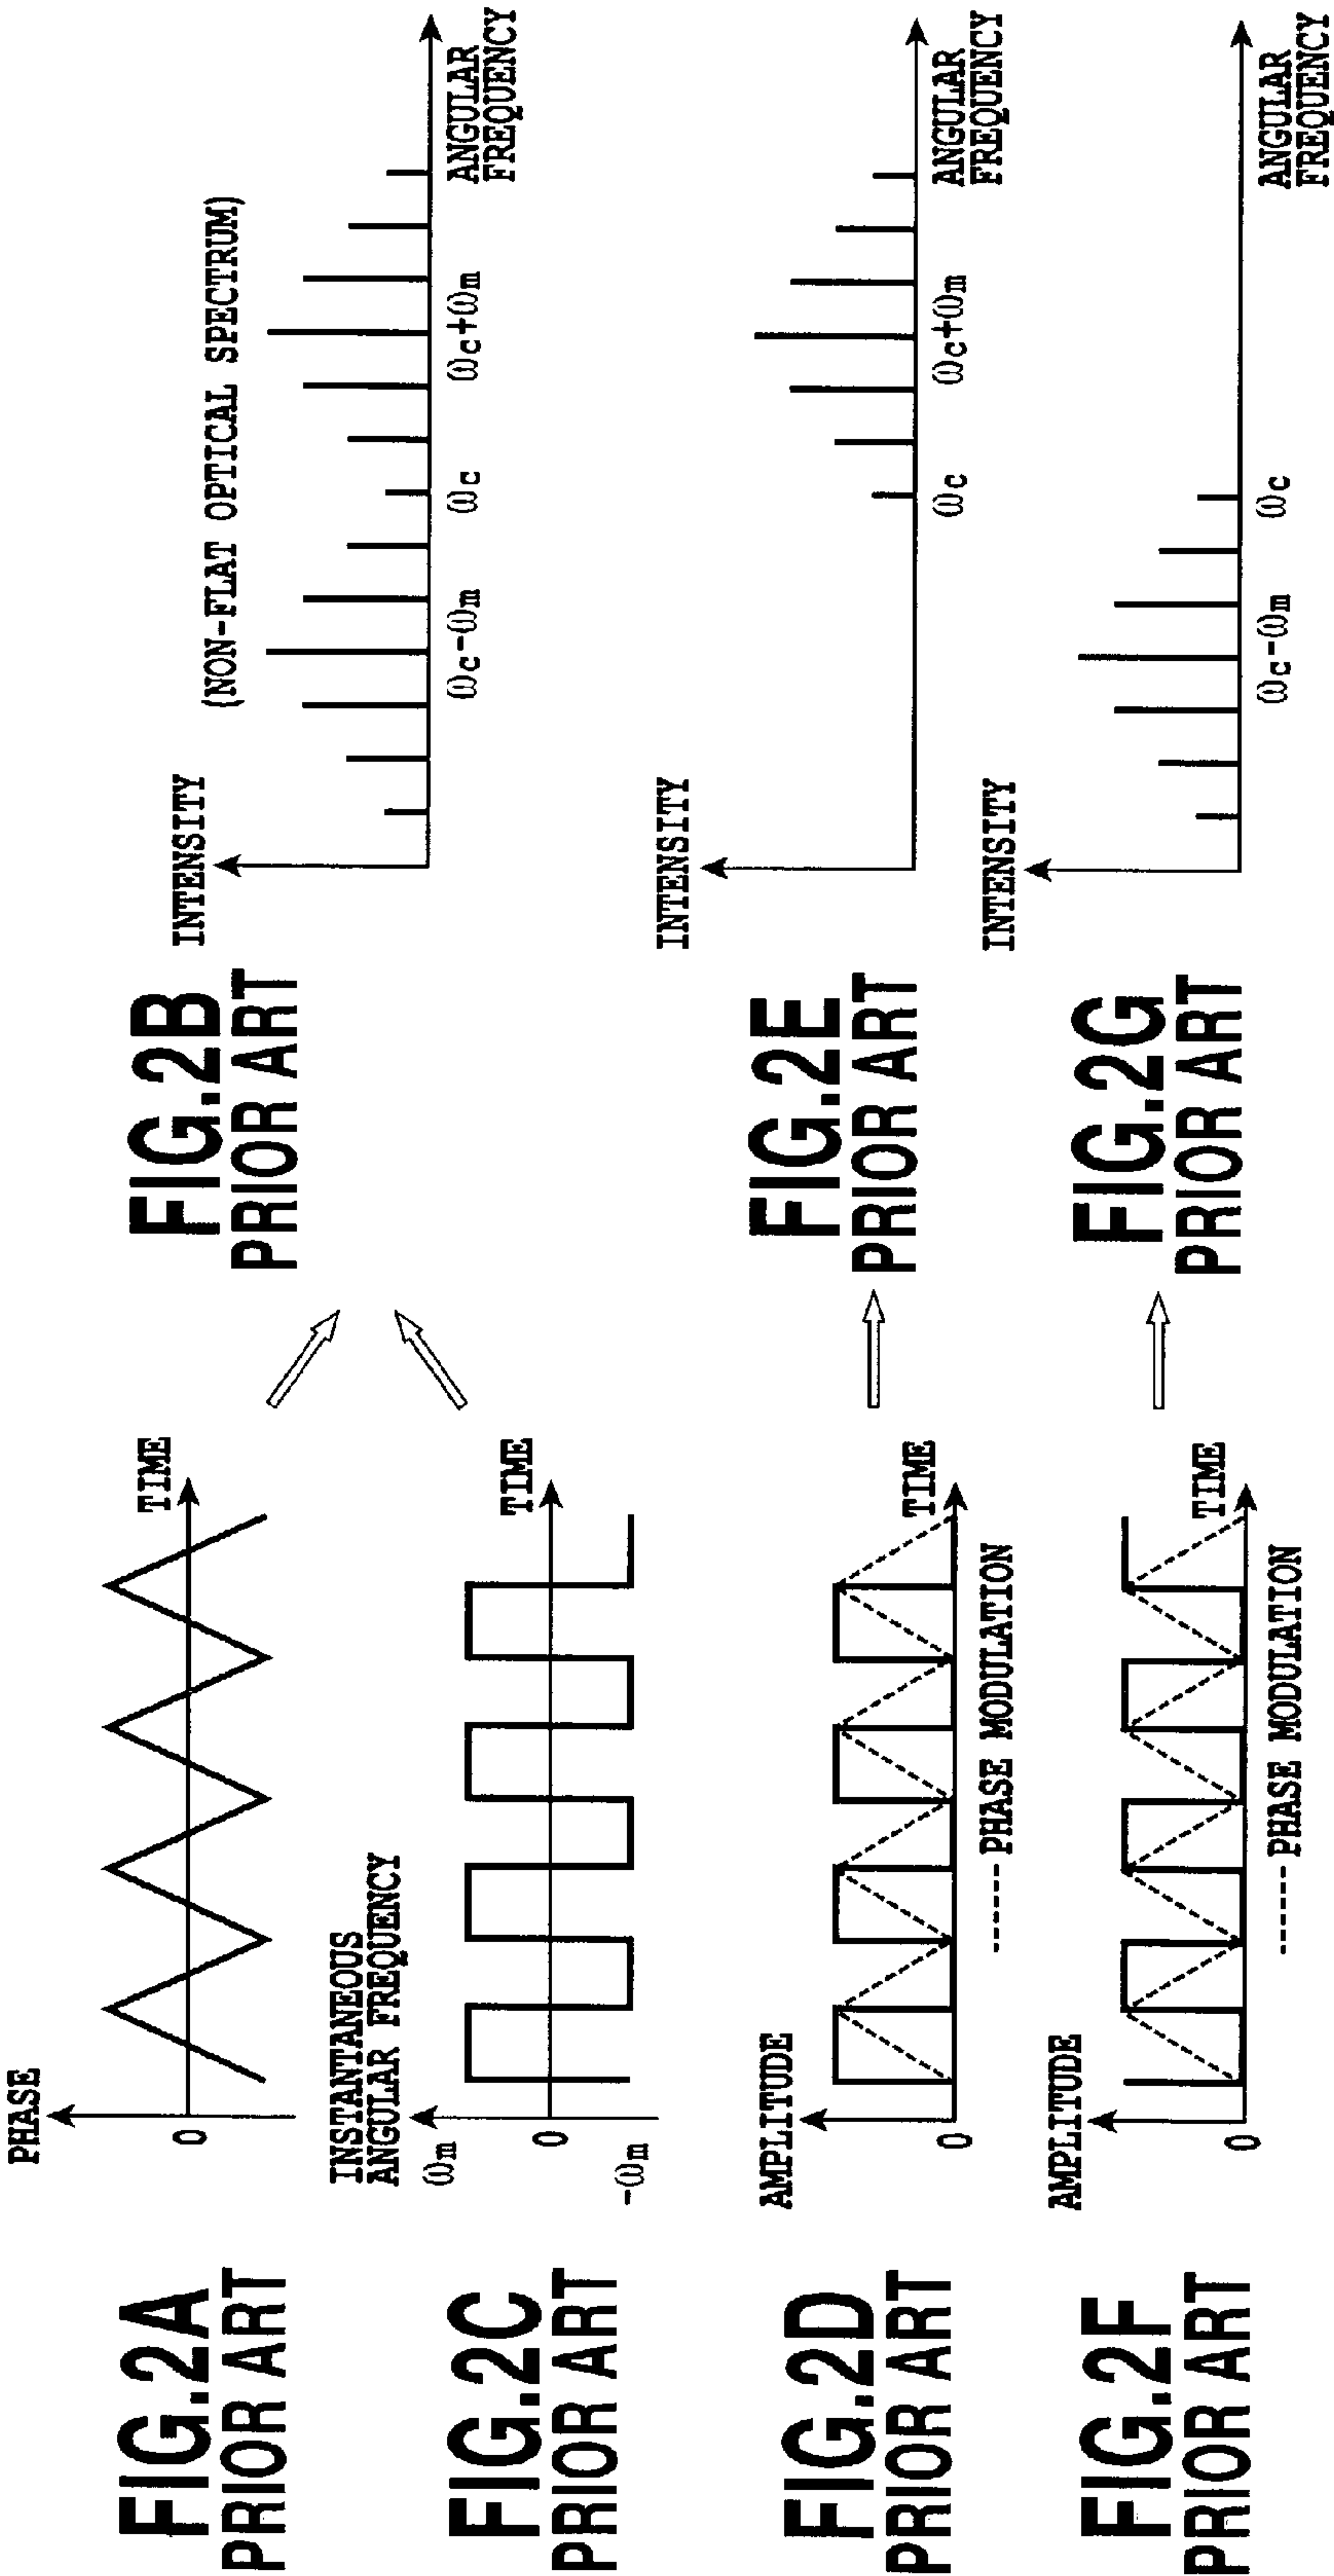 FIG.2A
PRIOR ART
PHASE
0
TIME
FIG.2B
PRIOR ART
INTENSITY
(NON-FLAT OPTICAL SPECTRUM)
ωc-ωm
ωc
ωc+ωm
ANGULAR
FREQUENCY
FIG.2C
PRIOR ART
INSTANTANEOUS
ANGULAR FREQUENCY
ωm
0
-ωm
TIME
FIG.2D
PRIOR ART
AMPLITUDE
0
TIME
------PHASE MODULATION
FIG.2E
PRIOR ART
INTENSITY
ωc
ωc+ωm
ANGULAR
FREQUENCY
FIG.2F
PRIOR ART
AMPLITUDE
0
TIME
------PHASE MODULATION
FIG.2G
PRIOR ART
INTENSITY
ωc-ωm
ωc
ANGULAR
FREQUENCY